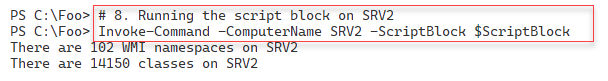 PS C:\Foo> # 8. Running the script block on SRV2
PS C:\Foo> Invoke-Command -ComputerName SRV2 -ScriptBlock $ScriptBlock
There are 102 WMI namespaces on SRV2
There are 14150 classes on SRV2